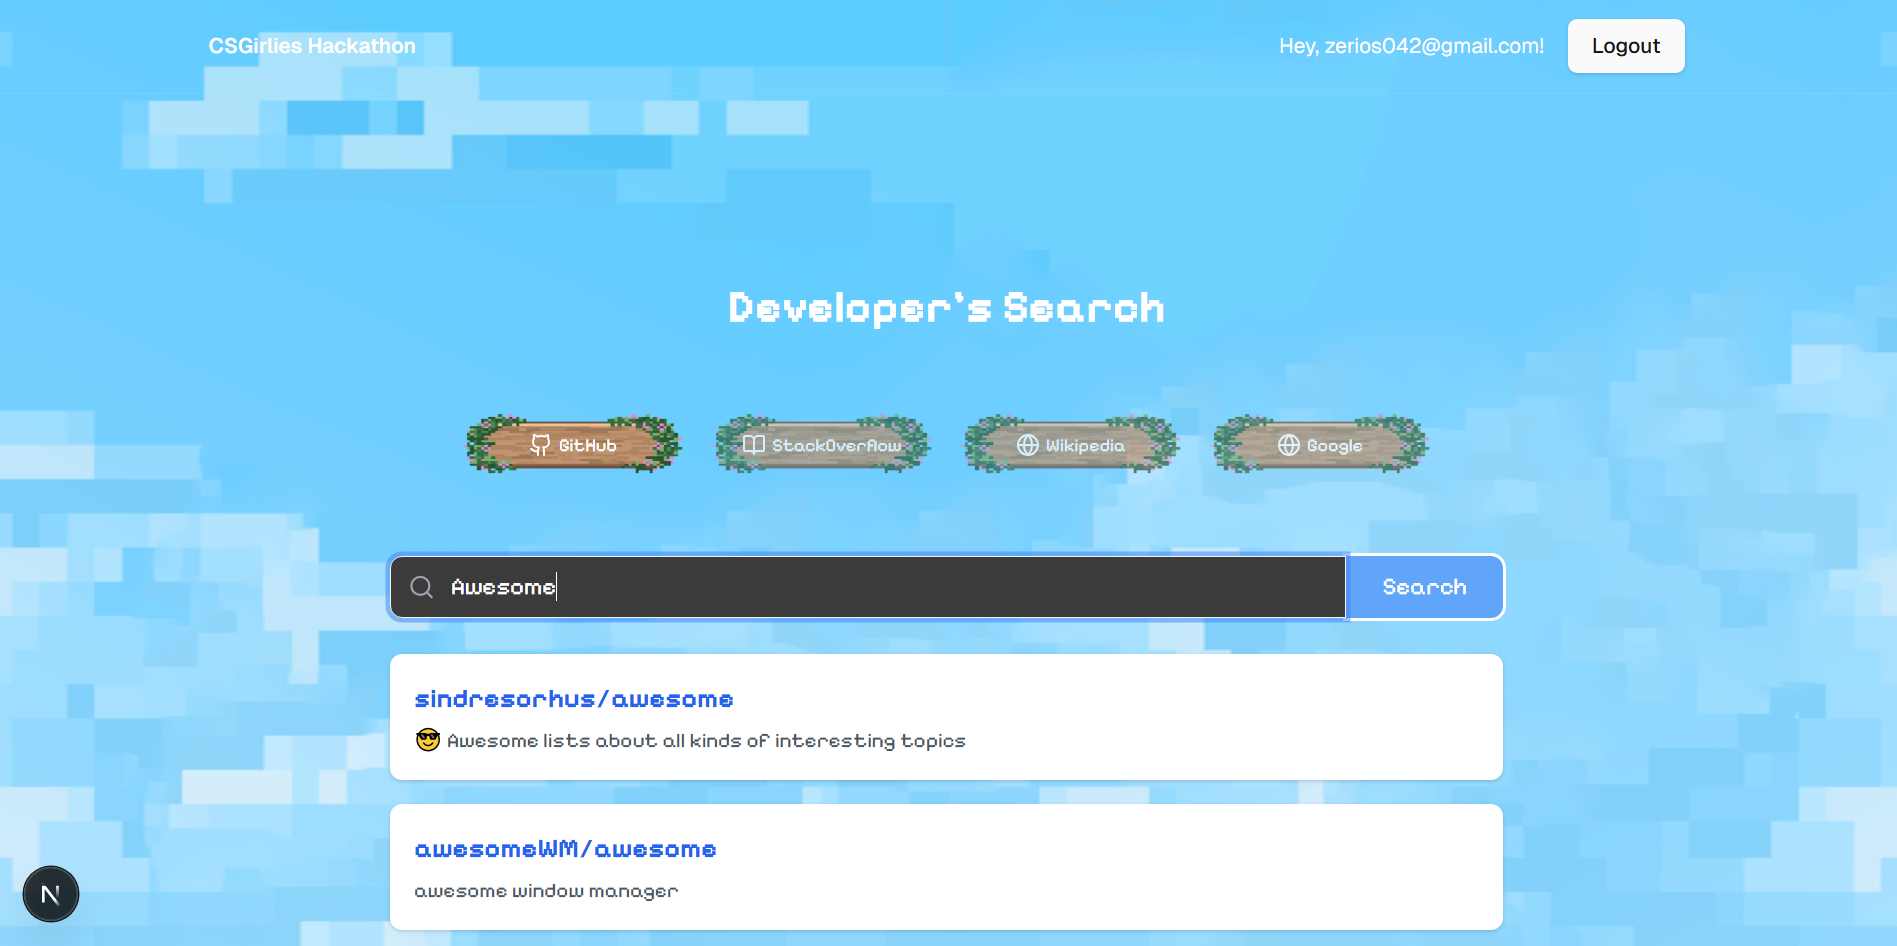 CSGirlies Hackathon
Hey, zerios042@gmail.com!
Logout
Developer's Search
GitHub
StackOverflow
Wikipedia
Google
Awesome
Search
sindresorhus/awesome
😎 Awesome lists about all kinds of interesting topics
awesomeWM/awesome
awesome window manager
N